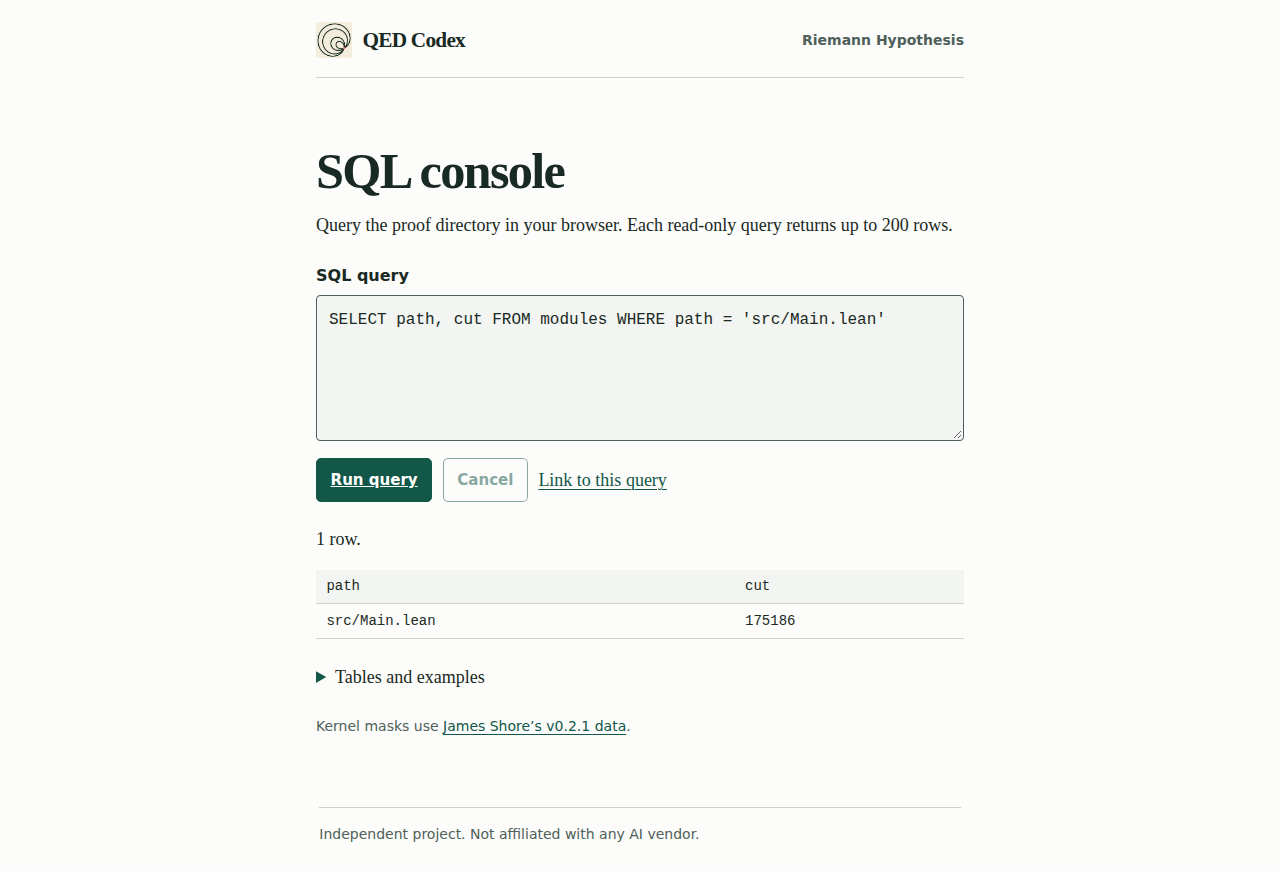 QED Codex
Riemann Hypothesis
SQL console
Query the proof directory in your browser. Each read-only query returns up to 200 rows.
SQL query
SELECT path, cut FROM modules WHERE path = 'src/Main.lean'
Run query Cancel Link to this query
1 row.
path cut
src/Main.lean 175186
Tables and examples
Kernel masks use James Shore’s v0.2.1 data.
Independent project. Not affiliated with any AI vendor.